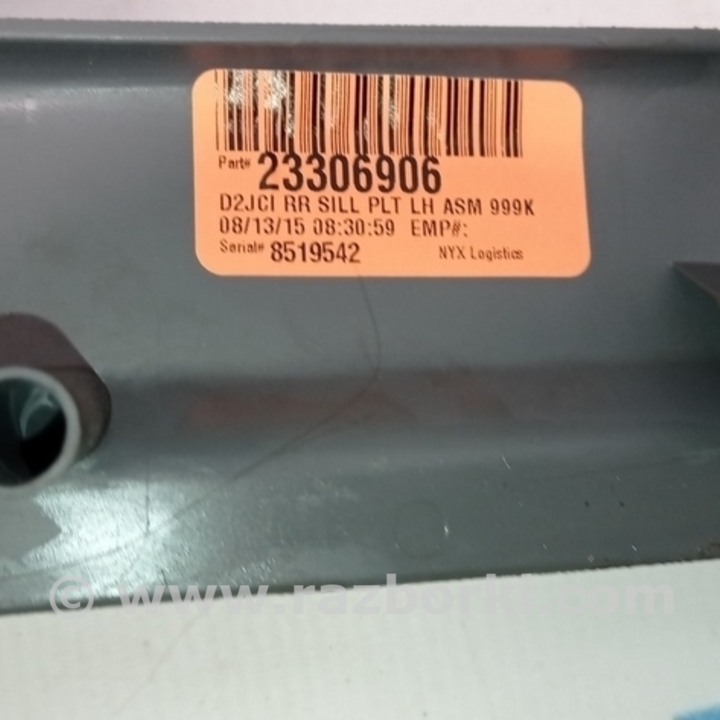 Part# 23306906
D2JCI RR SILL PLT LH ASM 999K
08/13/15 08:30:59 EMP#:
Serial# 8519542 NYX Logistics
© www.razborki.com